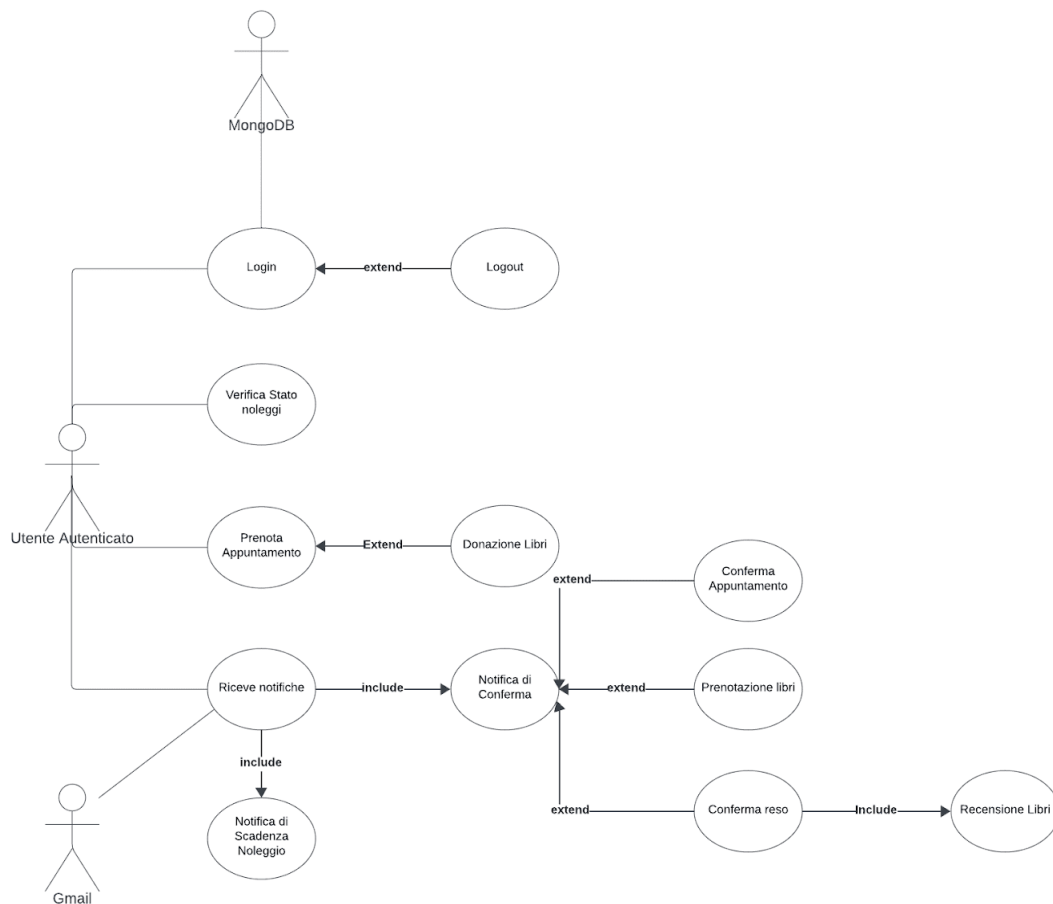 MongoDB
Login
extend
Logout
Verifica Stato
noleggi
Utente Autenticato
Prenota
Appuntamento
Extend
Donazione Libri
extend
Conferma
Appuntamento
Riceve notifiche
include
Notifica di
Conferma
extend
Prenotazione libri
include
Notifica di
Scadenza
Noleggio
extend
Conferma reso
Include
Recensione Libri
Gmail